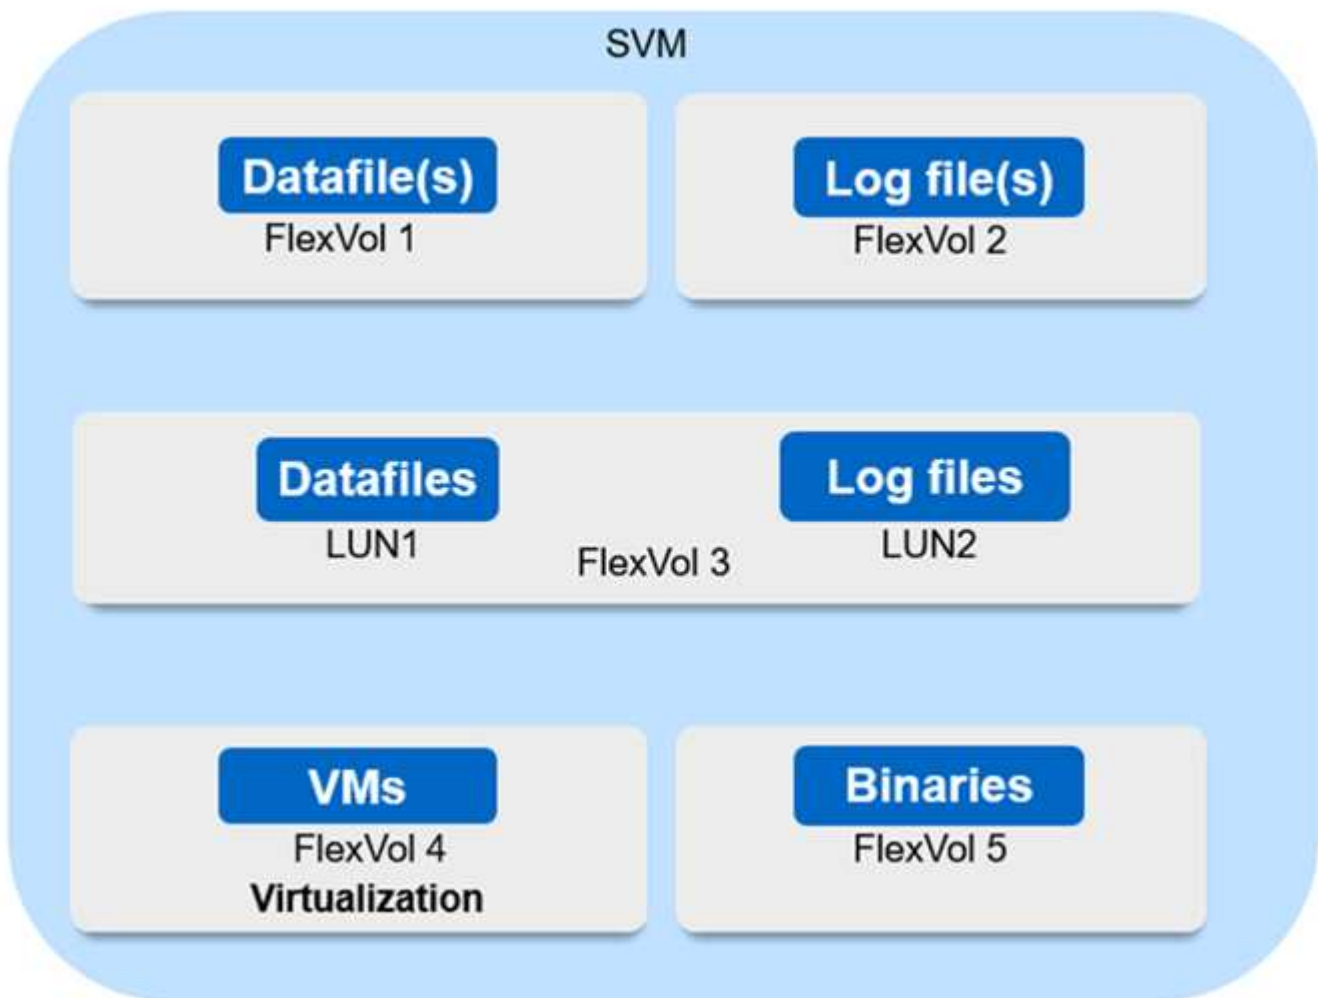 SVM
Datafile(s)
FlexVol 1
Log file(s)
FlexVol 2
Datafiles
LUN1
Log files
LUN2
FlexVol 3
VMs
FlexVol 4
Virtualization
Binaries
FlexVol 5